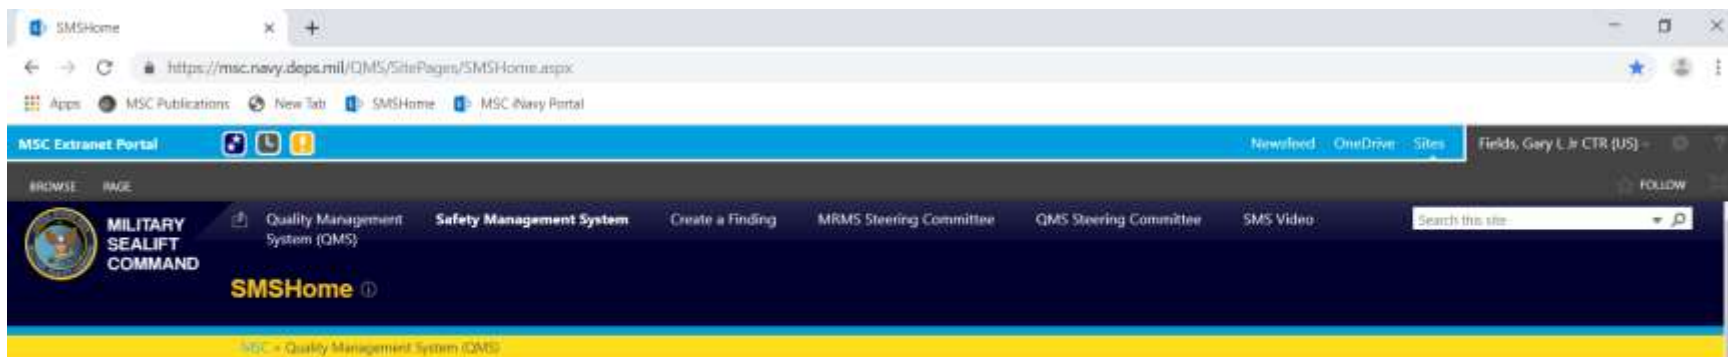 SMSHome
https://msc.navy.deps.mil/QMS/SitePages/SMSHome.aspx
Apps MSC Publications New Tab SMSHome MSC iNavy Portal
MSC Extranet Portal Newsfeed OneDrive Sites Fields, Gary L Jr CTR (US)
BROWSE PAGE FOLLOW
MILITARY SEALIFT COMMAND
Quality Management System (QMS)
Safety Management System
Create a Finding
MRMS Steering Committee
QMS Steering Committee
SMS Video
Search this site
SMSHome
MSC » Quality Management System (QMS)